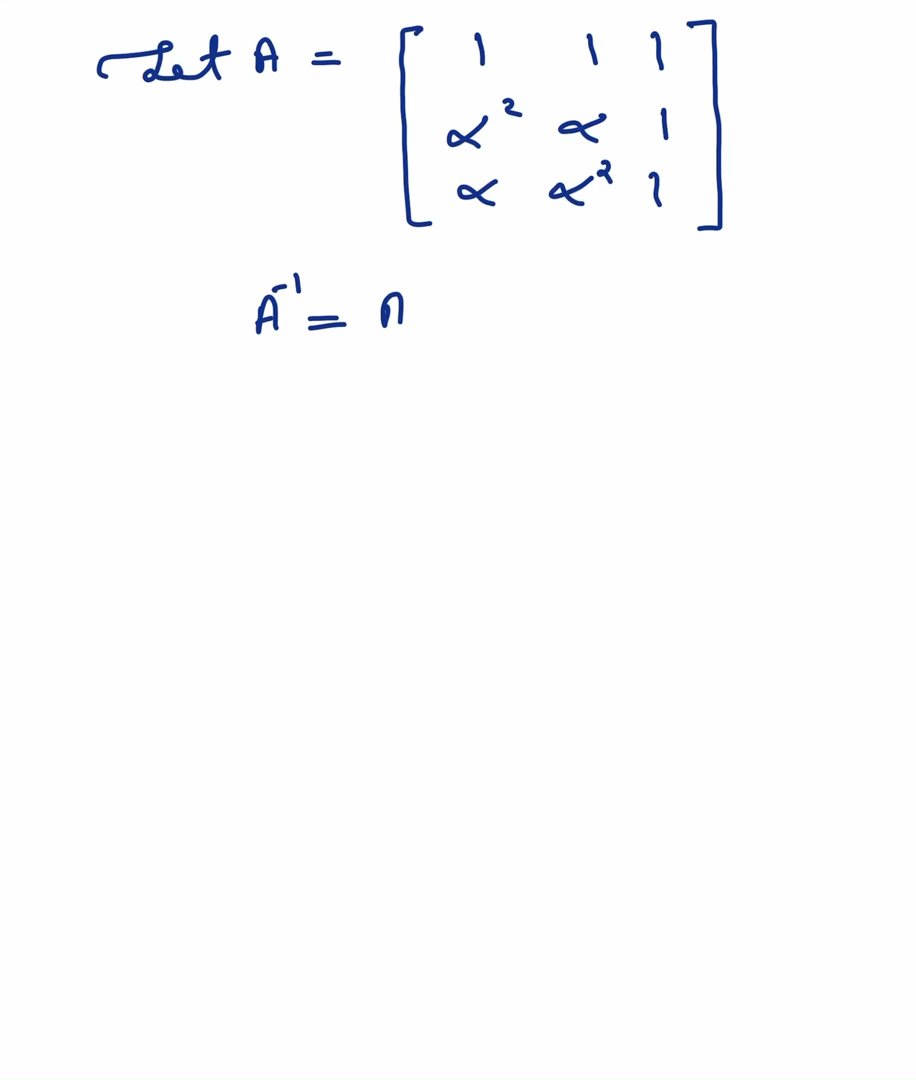 Let A = [ 1 1 1
α² α 1
α α² 1 ]
A⁻¹ =